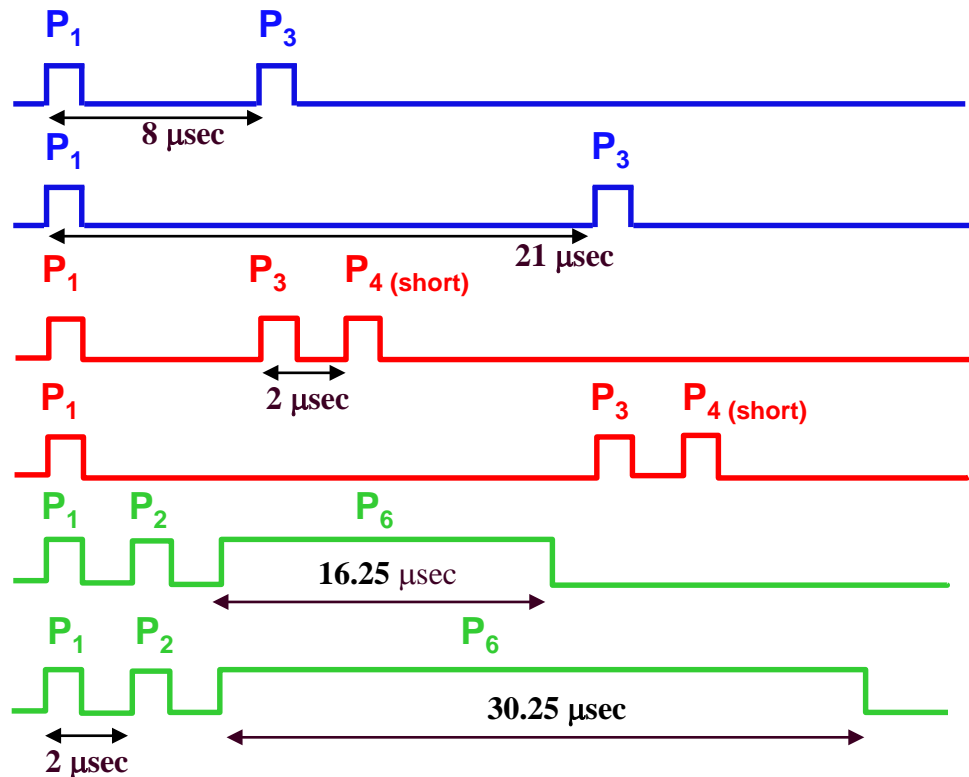 P1 P3
8 μsec
P1 P3
21 μsec
P1 P3 P4 (short)
2 μsec
P1 P3 P4 (short)
P1 P2 P6
16.25 μsec
P1 P2 P6
30.25 μsec
2 μsec